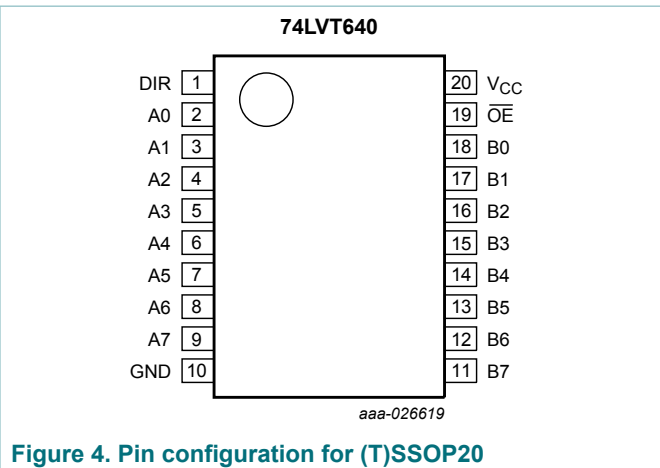 74LVT640
DIR 1 20 VCC
A0 2 19 O̅E̅
A1 3 18 B0
A2 4 17 B1
A3 5 16 B2
A4 6 15 B3
A5 7 14 B4
A6 8 13 B5
A7 9 12 B6
GND 10 11 B7
aaa-026619
Figure 4. Pin configuration for (T)SSOP20